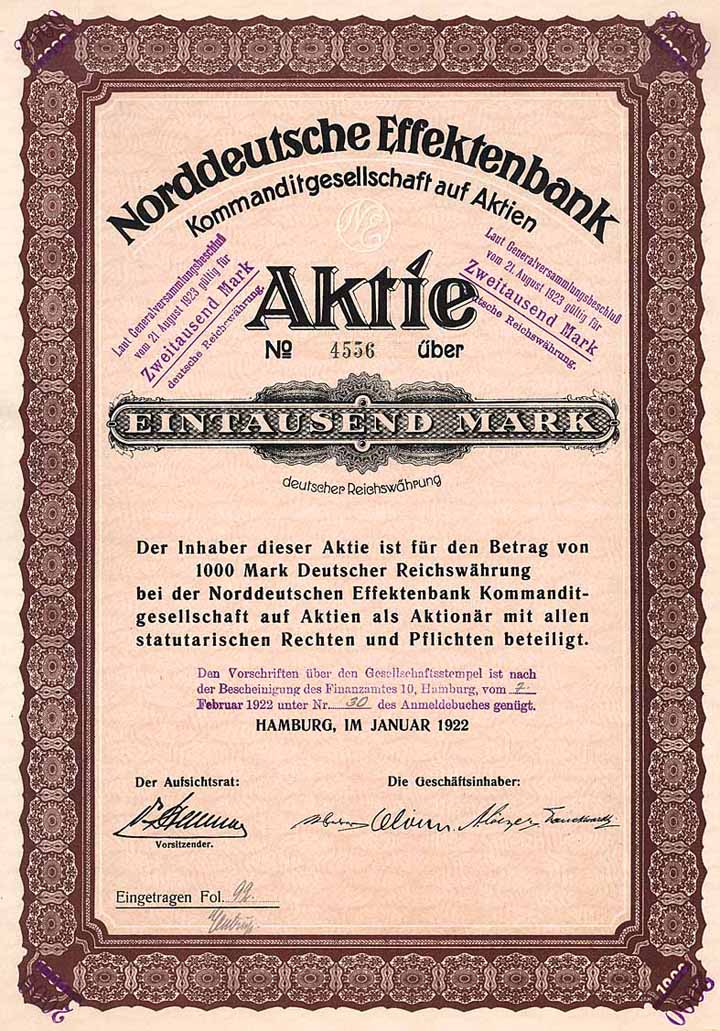 Norddeutsche Effektenbank
Kommanditgesellschaft auf Aktien
NE
Laut Generalversammlungsbeschluß
vom 21. August 1923 gültig für
Zweitausend Mark
deutsche Reichswährung.
Laut Generalversammlungsbeschluß
vom 21. August 1923 gültig für
Zweitausend Mark
deutsche Reichswährung.
Aktie
No 4556 über
EINTAUSEND MARK
deutscher Reichswährung
Der Inhaber dieser Aktie ist für den Betrag von
1000 Mark Deutscher Reichswährung
bei der Norddeutschen Effektenbank Kommandit-
gesellschaft auf Aktien als Aktionär mit allen
statutarischen Rechten und Pflichten beteiligt.
Den Vorschriften über den Gesellschaftsstempel ist nach
der Bescheinigung des Finanzamtes 10, Hamburg, vom 7.
Februar 1922 unter Nr. 30 des Anmeldebuches genügt.
HAMBURG, IM JANUAR 1922
Der Aufsichtsrat:
Die Geschäftsinhaber:
Vorsitzender.
Eingetragen Fol. 92